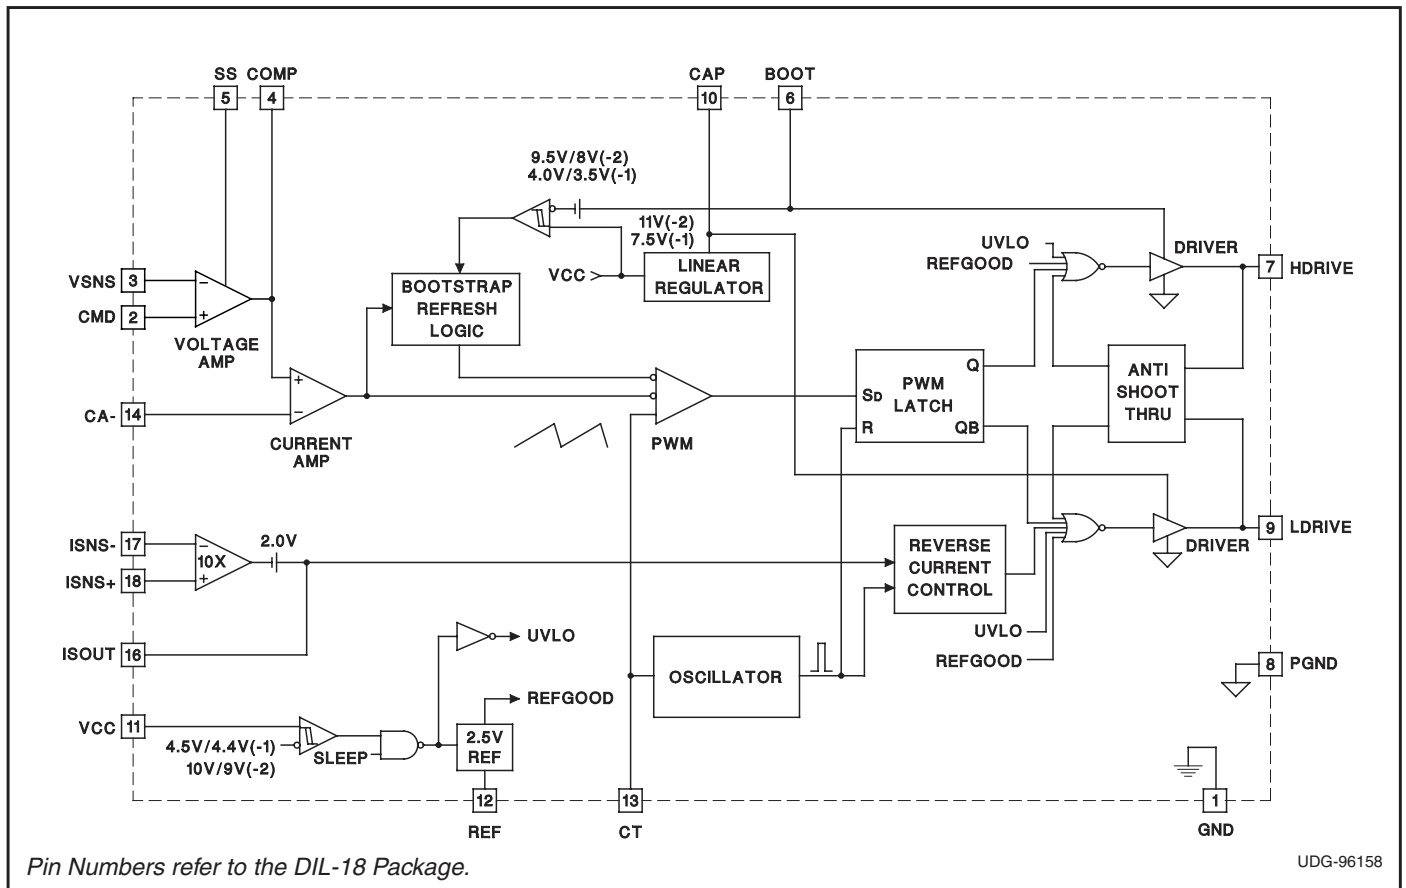 SS COMP
5 4
CAP
10
BOOT
6
9.5V/8V(-2)
4.0V/3.5V(-1)
11V(-2)
7.5V(-1)
VCC
LINEAR
REGULATOR
BOOTSTRAP
REFRESH
LOGIC
VSNS 3
CMD 2
−
+
VOLTAGE
AMP
UVLO
REFGOOD
DRIVER
7 HDRIVE
CA- 14
+
−
CURRENT
AMP
PWM
SD
R
PWM
LATCH
Q
QB
ANTI
SHOOT
THRU
ISNS- 17
ISNS+ 18
−
10X
+
2.0V
ISOUT 16
REVERSE
CURRENT
CONTROL
DRIVER
9 LDRIVE
UVLO
REFGOOD
8 PGND
UVLO
REFGOOD
OSCILLATOR
VCC 11
4.5V/4.4V(-1)
10V/9V(-2)
SLEEP
2.5V
REF
12
REF
13
CT
1
GND
Pin Numbers refer to the DIL-18 Package.
UDG-96158